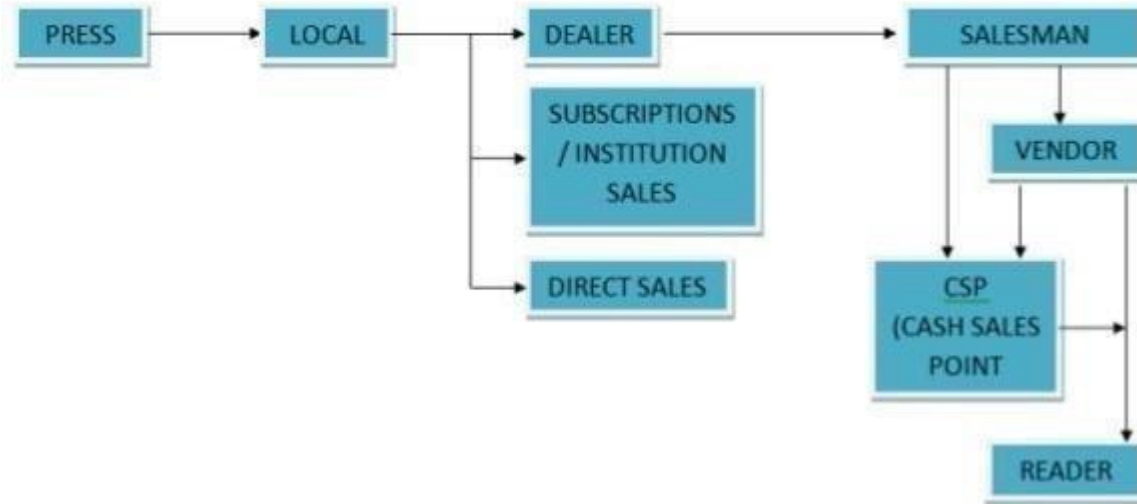 PRESS
LOCAL
DEALER
SALESMAN
SUBSCRIPTIONS
/ INSTITUTION
SALES
VENDOR
DIRECT SALES
CSP
(CASH SALES
POINT
READER